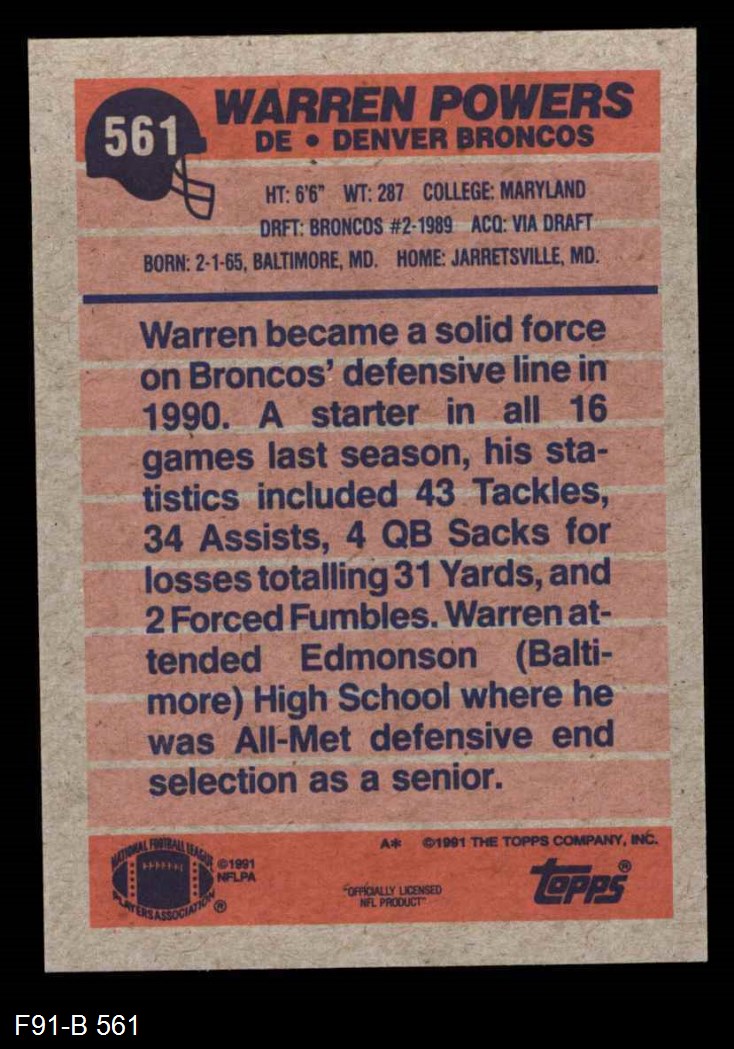 561
WARREN POWERS
DE • DENVER BRONCOS
HT: 6'6" WT: 287 COLLEGE: MARYLAND
DRFT: BRONCOS #2-1989 ACQ: VIA DRAFT
BORN: 2-1-65, BALTIMORE, MD. HOME: JARRETSVILLE, MD.
Warren became a solid force
on Broncos' defensive line in
1990. A starter in all 16
games last season, his sta-
tistics included 43 Tackles,
34 Assists, 4 QB Sacks for
losses totalling 31 Yards, and
2 Forced Fumbles. Warren at-
tended Edmonson (Balti-
more) High School where he
was All-Met defensive end
selection as a senior.
A* ©1991 THE TOPPS COMPANY, INC.
NATIONAL FOOTBALL LEAGUE
PLAYERS ASSOCIATION ®
©1991
NFLPA
"OFFICIALLY LICENSED
NFL PRODUCT"
topps®
F91-B 561